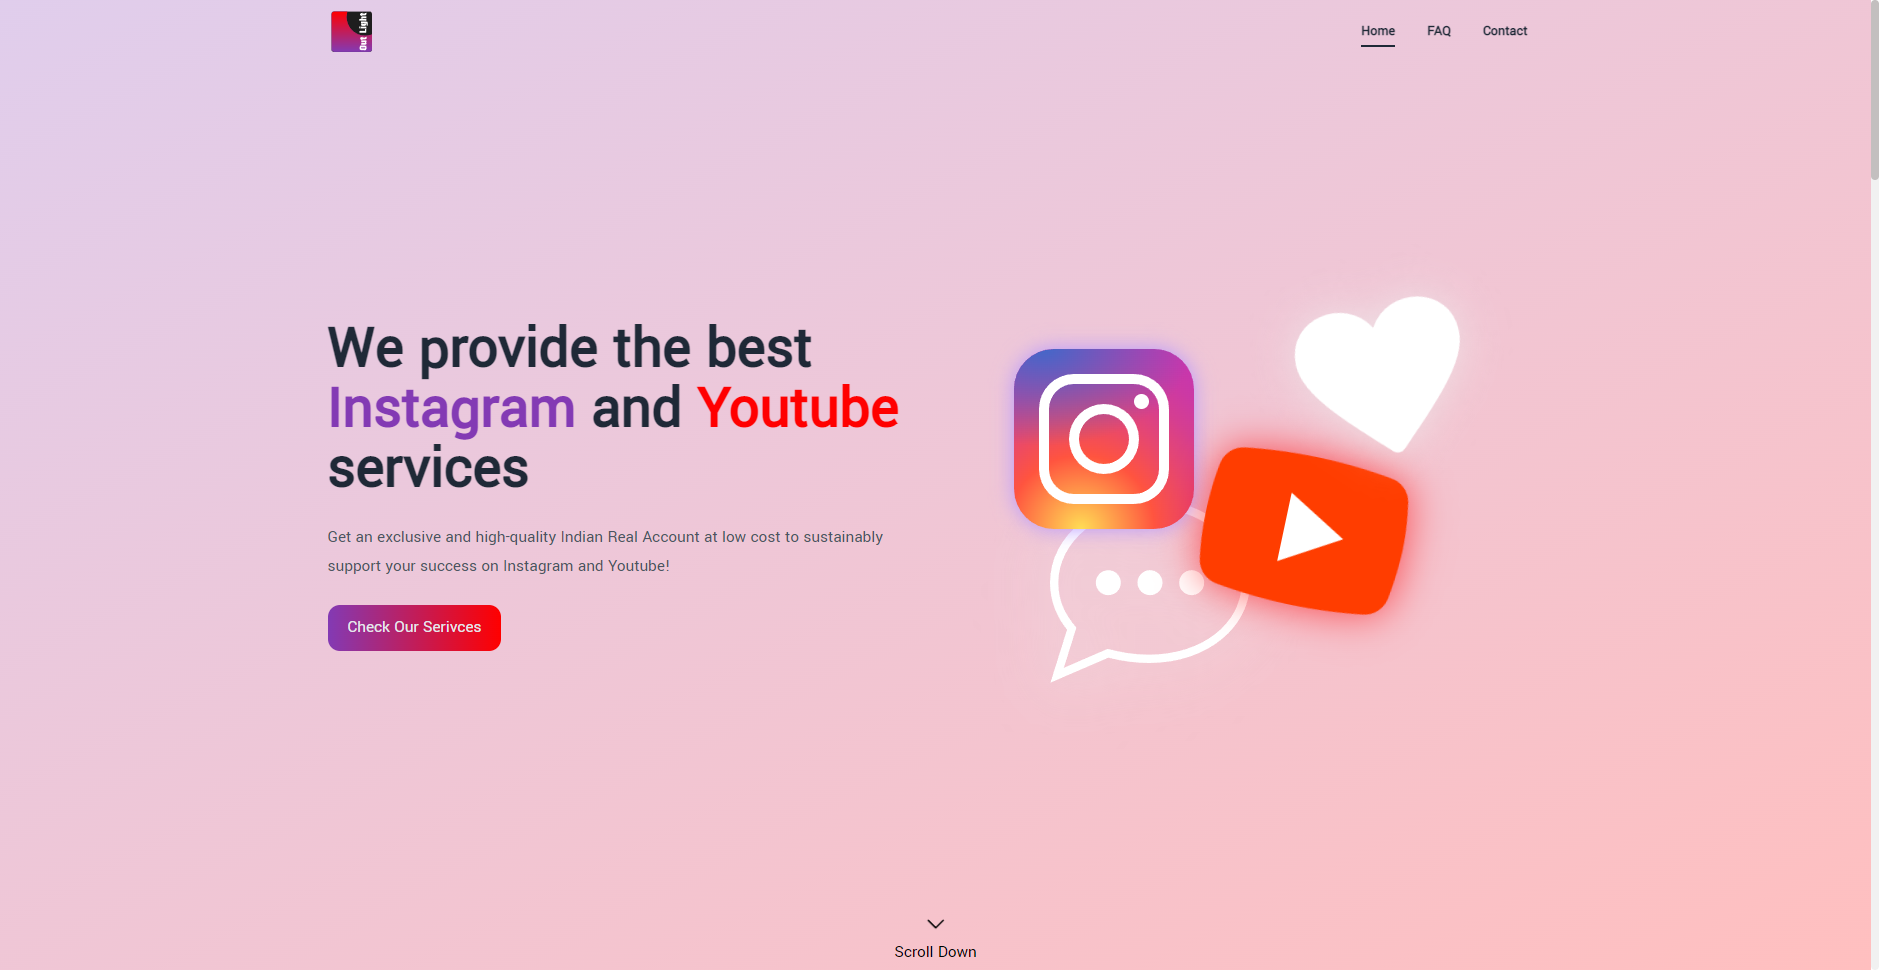 Out Light
Home
FAQ
Contact
We provide the best
Instagram and Youtube
services
Get an exclusive and high-quality Indian Real Account at low cost to sustainably
support your success on Instagram and Youtube!
Check Our Serivces
Scroll Down